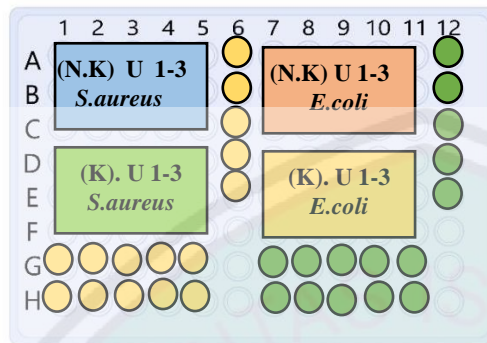 1 2 3 4 5 6 7 8 9 10 11 12
A
B
C
D
E
F
G
H
(N.K) U 1-3
S.aureus
(N.K) U 1-3
E.coli
(K). U 1-3
S.aureus
(K). U 1-3
E.coli